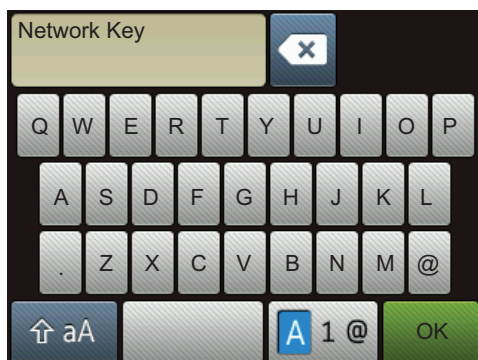 Network Key
Q W E R T Y U I O P
A S D F G H J K L
. Z X C V B N M @
aA A 1 @ OK